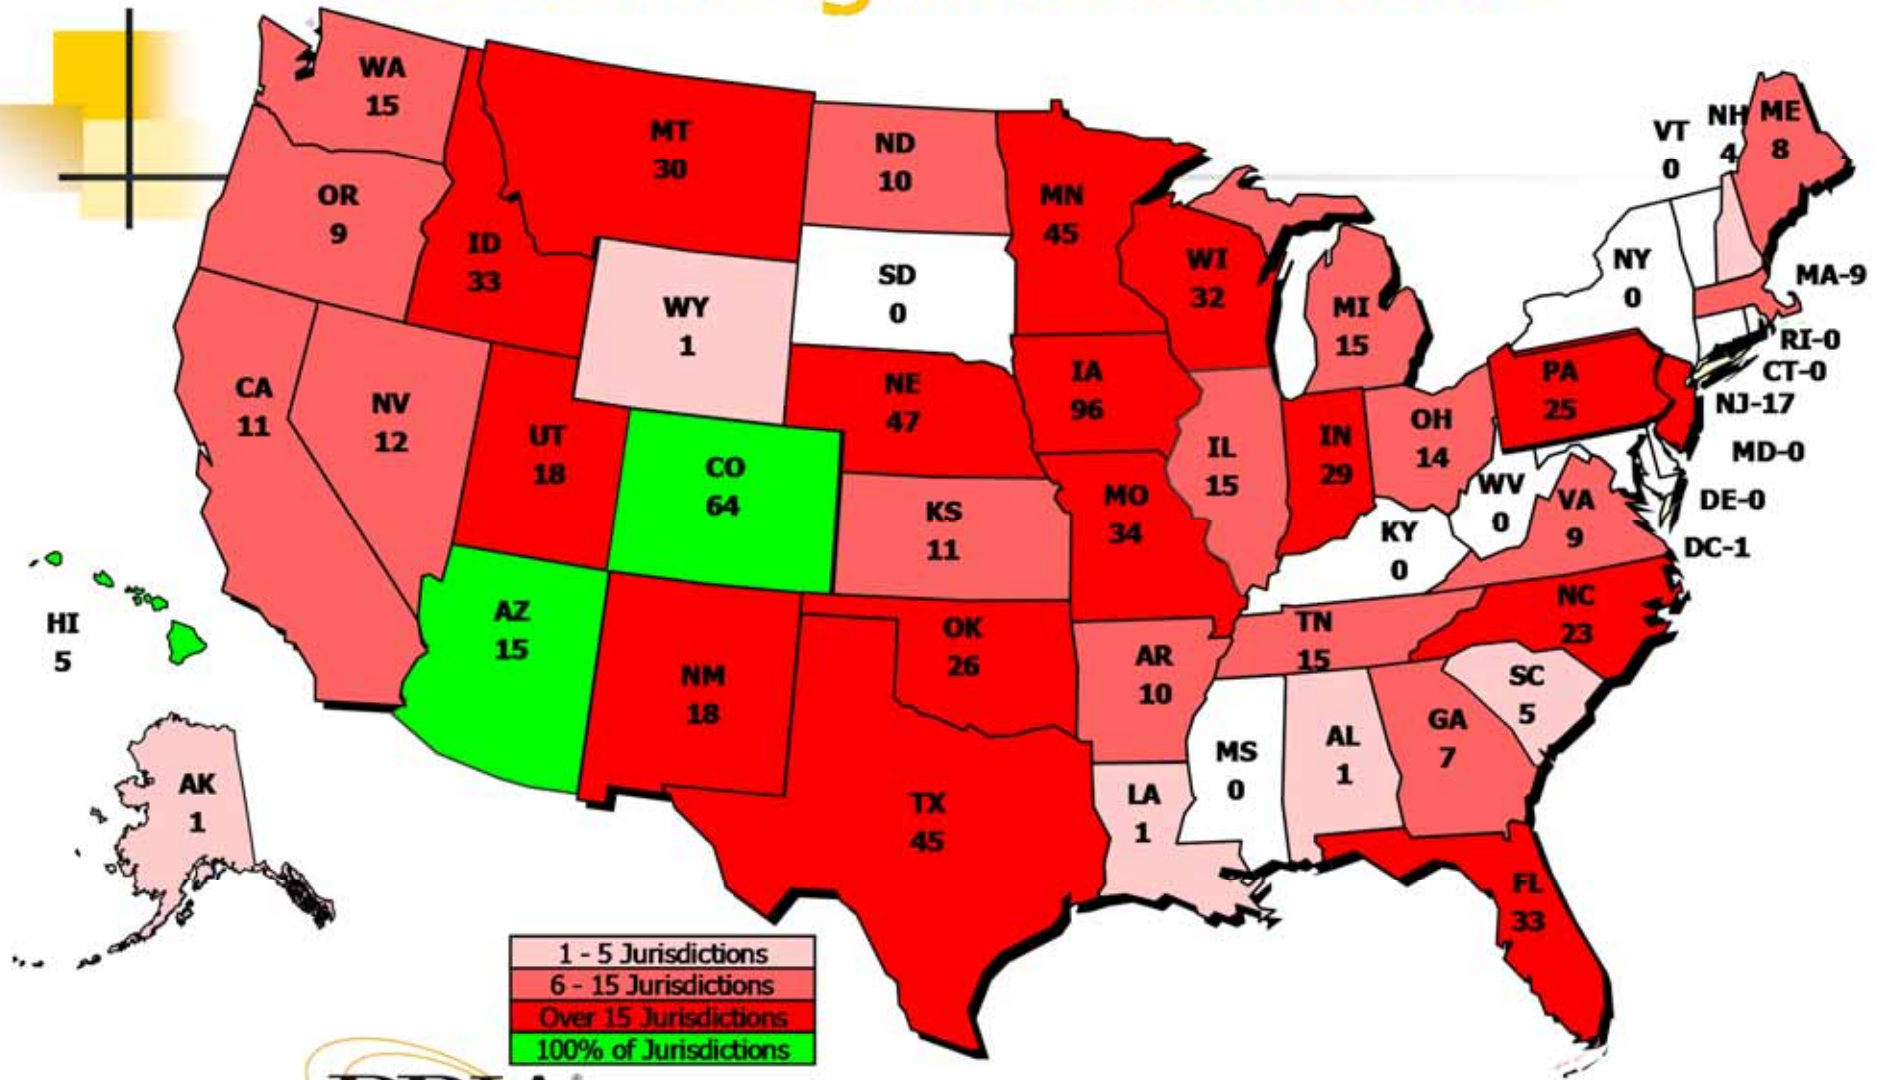 WA
15
MT
30
ND
10
MN
45
VT
0
NH
4
ME
8
OR
9
ID
33
SD
0
WI
32
MI
15
NY
0
MA-9
WY
1
RI-0
CT-0
NJ-17
MD-0
DE-0
DC-1
CA
11
NV
12
UT
18
CO
64
NE
47
IA
96
IL
15
IN
29
OH
14
PA
25
WV
0
VA
9
KS
11
MO
34
KY
0
NC
23
TN
15
HI
5
AZ
15
NM
18
OK
26
AR
10
SC
5
MS
0
AL
1
GA
7
AK
1
TX
45
LA
1
FL
33
1 - 5 Jurisdictions
6 - 15 Jurisdictions
Over 15 Jurisdictions
100% of Jurisdictions